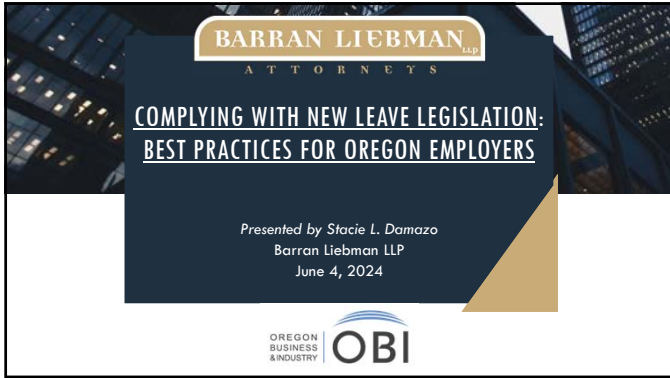 BARRAN LIEBMAN LLP
ATTORNEYS
COMPLYING WITH NEW LEAVE LEGISLATION:
BEST PRACTICES FOR OREGON EMPLOYERS
Presented by Stacie L. Damazo
Barran Liebman LLP
June 4, 2024
OREGON
BUSINESS
& INDUSTRY
OBI